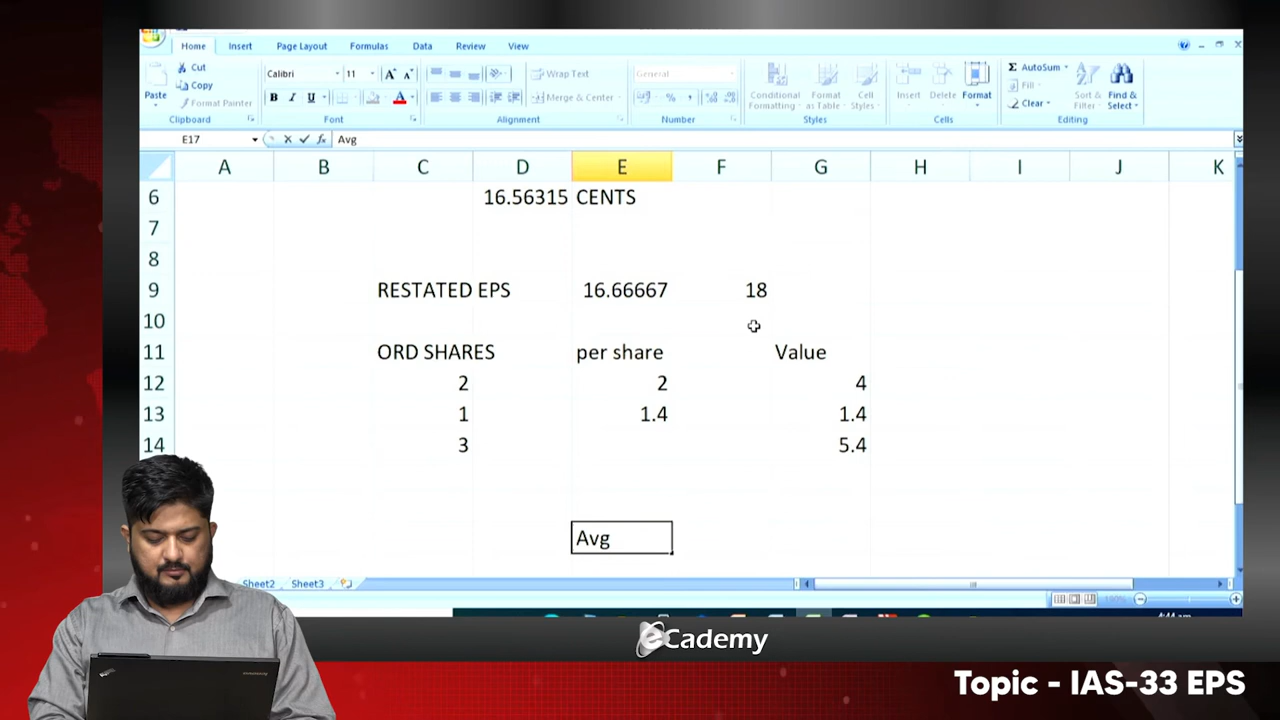 Home Insert Page Layout Formulas Data Review View
Cut
Copy
Format Painter
Paste
Clipboard
Calibri 11
B I U
Font
Wrap Text
Merge & Center
Alignment
General
Number
Conditional Formatting
Format as Table
Cell Styles
Styles
Insert Delete Format
Cells
AutoSum
Fill
Clear
Sort & Filter
Find & Select
Editing
E17 Avg
A B C D E F G H I J K
6 16.56315 CENTS
7
8
9 RESTATED EPS 16.66667 18
10
11 ORD SHARES per share Value
12 2 2 4
13 1 1.4 1.4
14 3 5.4
Avg
Sheet2 Sheet3
190%
eCademy
Topic - IAS-33 EPS